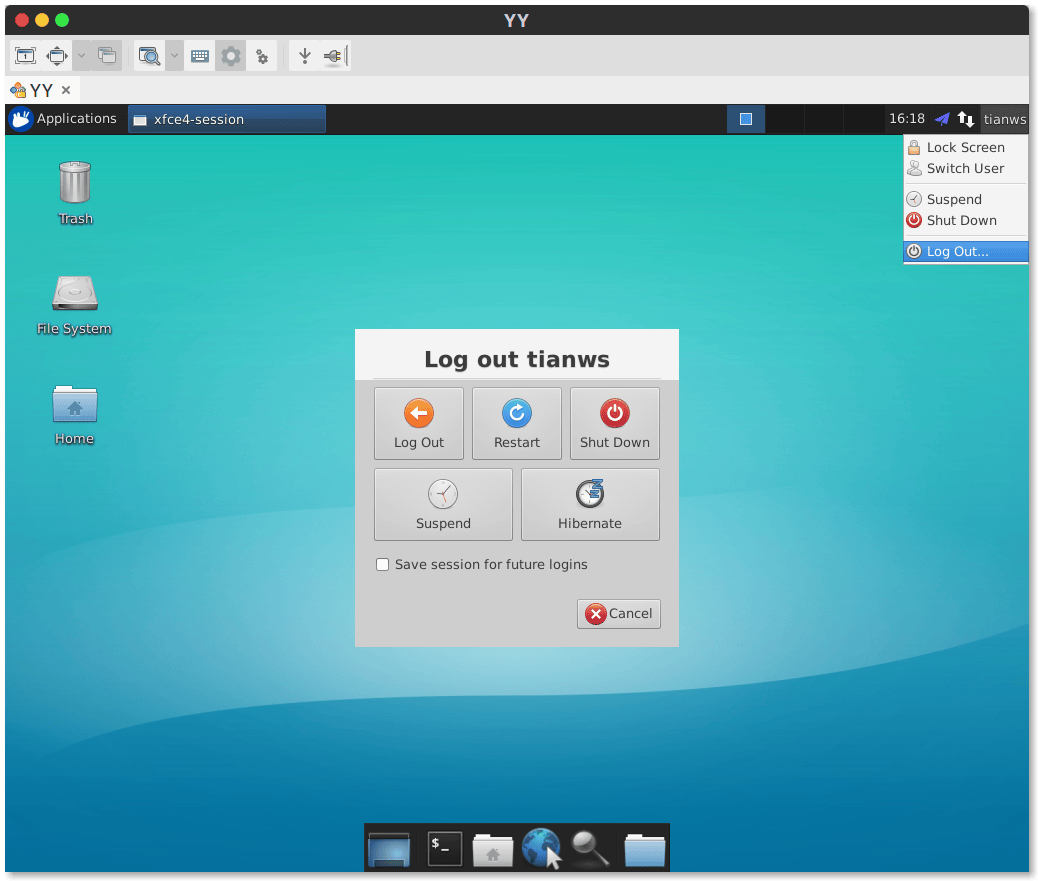 YY
YY
Applications
xfce4-session
16:18
tianws
Lock Screen
Switch User
Suspend
Shut Down
Log Out...
Trash
File System
Home
Log out tianws
Log Out
Restart
Shut Down
Suspend
Hibernate
Save session for future logins
Cancel
$_